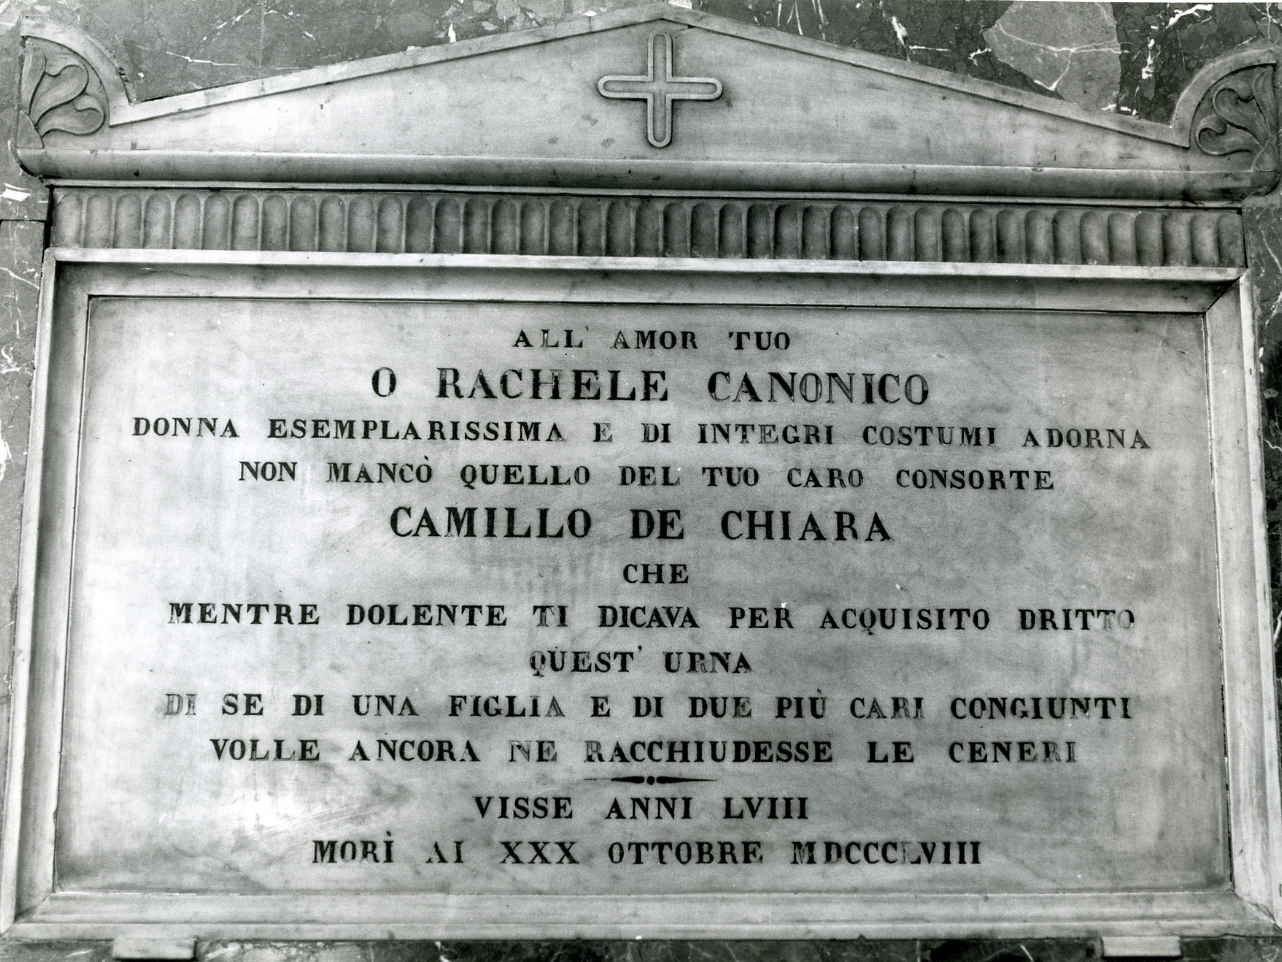 ALL' AMOR TUO
O RACHELE CANONICO
DONNA ESEMPLARISSIMA E DI INTEGRI COSTUMI ADORNA
NON MANCÒ QUELLO DEL TUO CARO CONSORTE
CAMILLO DE CHIARA
CHE
MENTRE DOLENTE TI DICAVA PER ACQUISITO DRITTO
QUEST' URNA
DI SE DI UNA FIGLIA E DI DUE PIÙ CARI CONGIUNTI
VOLLE ANCORA NE RACCHIUDESSE LE CENERI
VISSE ANNI LVIII
MORÌ AI XXX OTTOBRE MDCCCLVIII